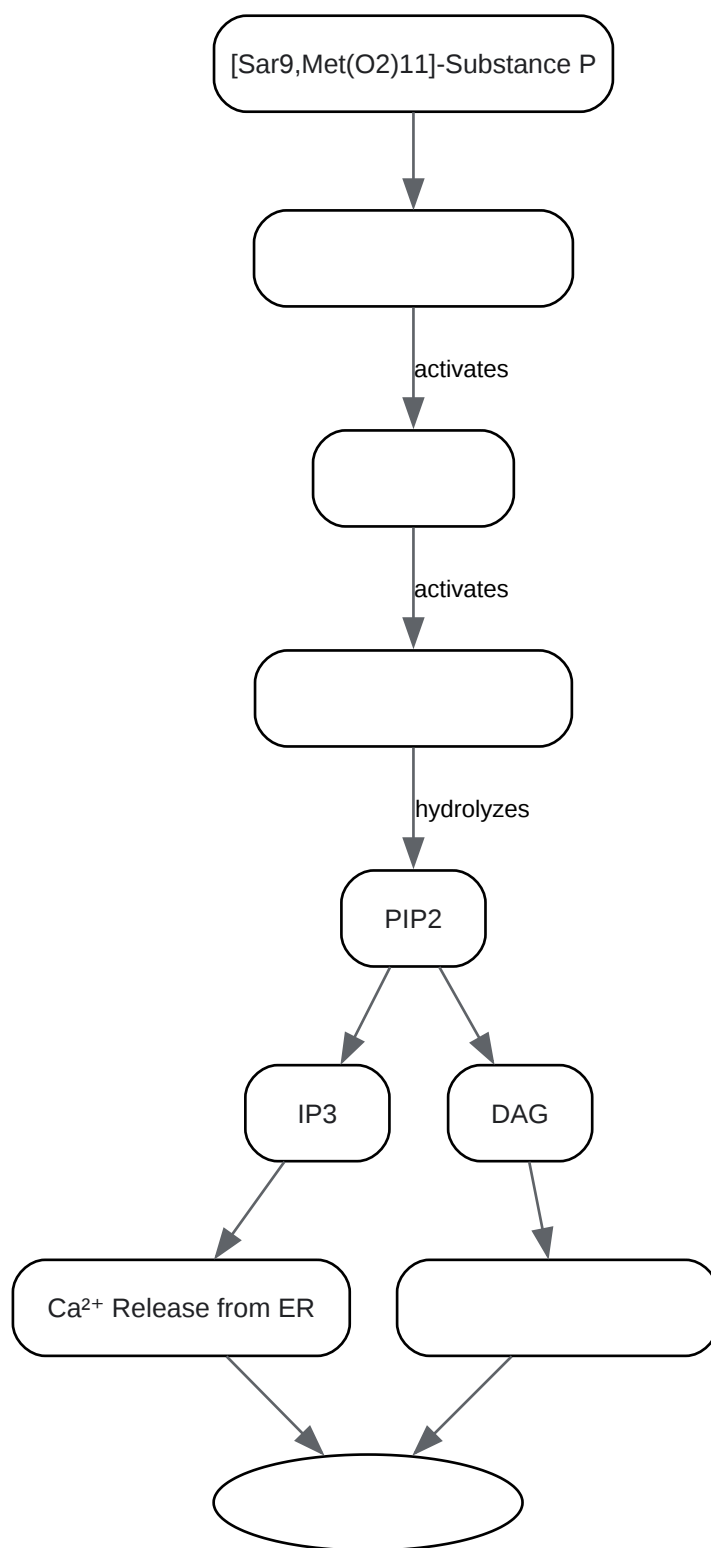 [Sar9,Met(O2)11]-Substance P
activates
activates
hydrolyzes
PIP2
IP3
DAG
Ca²⁺ Release from ER